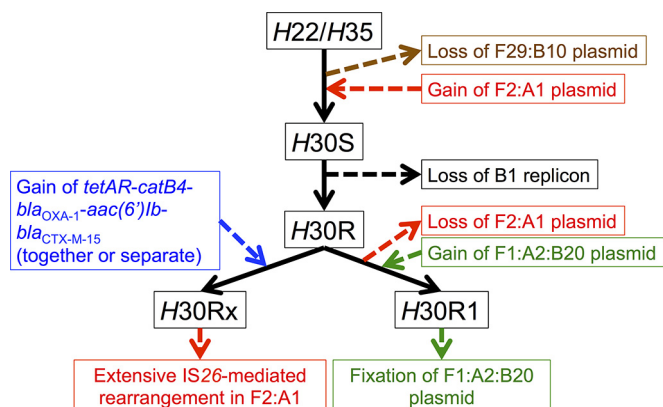 H22/H35
Loss of F29:B10 plasmid
Gain of F2:A1 plasmid
H30S
Loss of B1 replicon
Gain of tetAR-catB4-
blaOXA-1-aac(6')Ib-
blaCTX-M-15
(together or separate)
H30R
Loss of F2:A1 plasmid
Gain of F1:A2:B20 plasmid
H30Rx
H30R1
Extensive IS26-mediated
rearrangement in F2:A1
Fixation of F1:A2:B20
plasmid